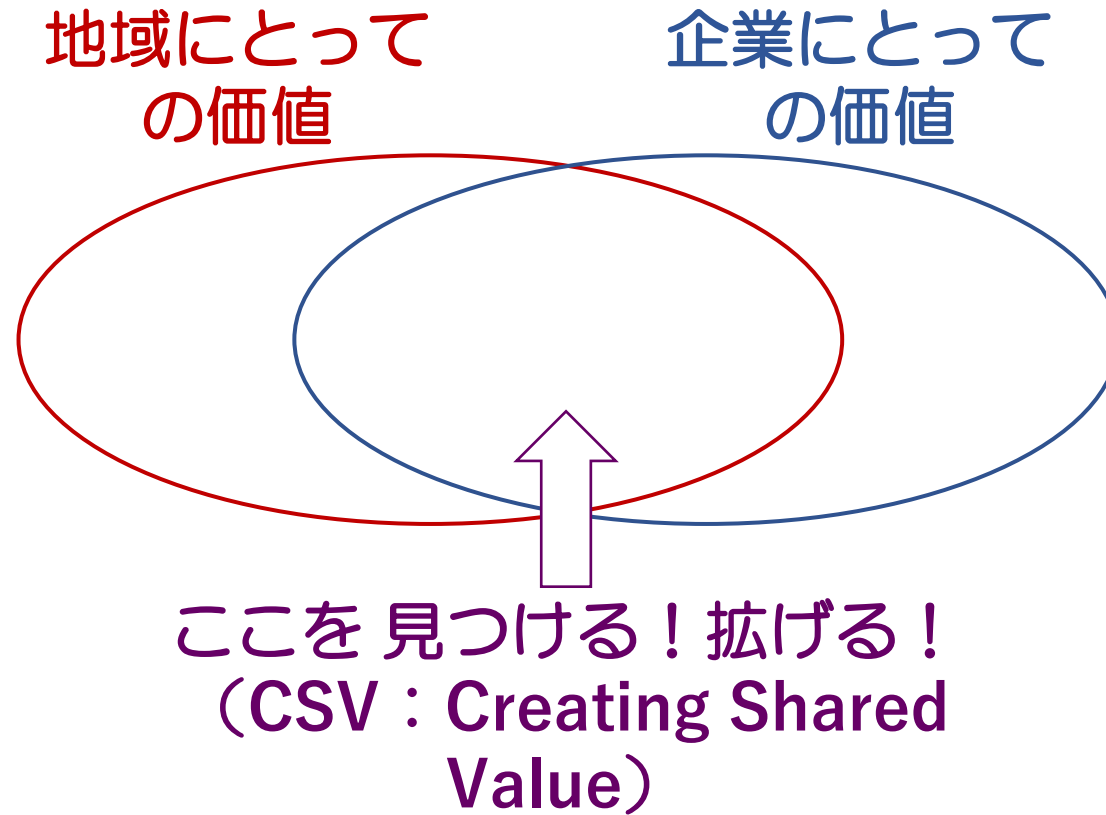 地域にとって
の価値
企業にとって
の価値
ここを 見つける！拡げる！
（CSV：Creating Shared
Value）